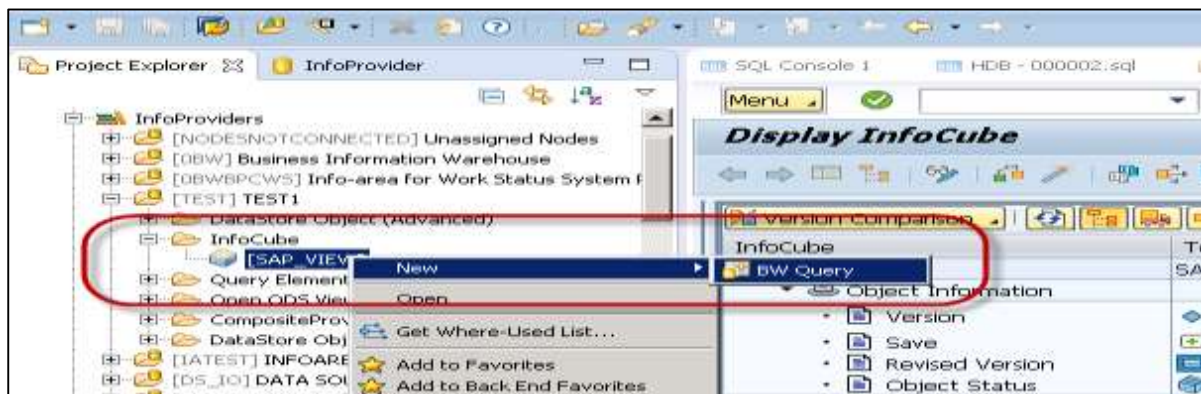 Project Explorer
InfoProvider
SQL Console 1
HDB - 000002.sql
Menu
InfoProviders
[NODESNOTCONNECTED] Unassigned Nodes
[0BW] Business Information Warehouse
[0BWBPCWS] Info-area for Work Status System
[TEST] TEST1
DataStore Object (Advanced)
InfoCube
[SAP_VIEW
Query Element
Open ODS View
CompositeProv
DataStore Obj
[IATEST] INFOARE
[DS_IO] DATA SOU
New
BW Query
Open
Get Where-Used List...
Add to Favorites
Add to Back End Favorites
Display InfoCube
Version Comparison
InfoCube
Object Information
Version
Save
Revised Version
Object Status